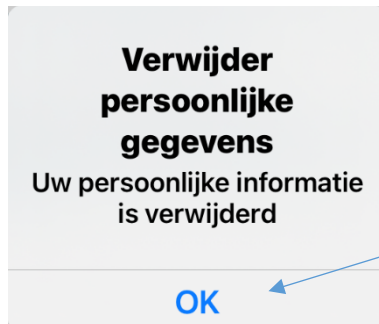 Verwijder
persoonlijke
gegevens
Uw persoonlijke informatie
is verwijderd
OK